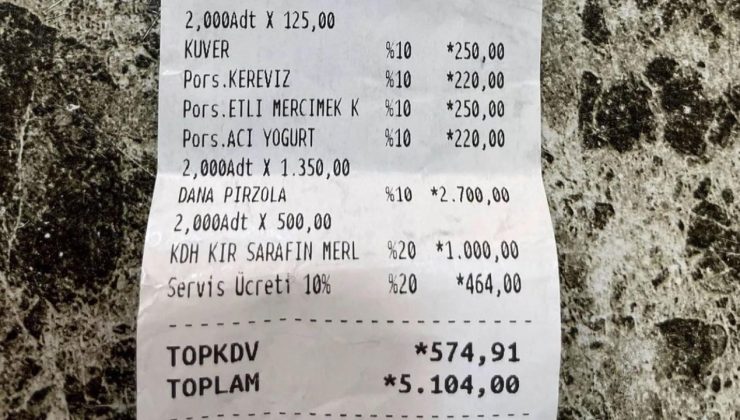 2,000Adt X 125,00
KUVER %10 *250,00
Pors.KEREVIZ %10 *220,00
Pors.ETLI MERCIMEK K %10 *250,00
Pors.ACI YOGURT %10 *220,00
2,000Adt X 1.350,00
DANA PIRZOLA %10 *2.700,00
2,000Adt X 500,00
KDH KIR SARAFIN MERL %20 *1.000,00
Servis Ücreti 10% %20 *464,00
TOPKDV *574,91
TOPLAM *5.104,00